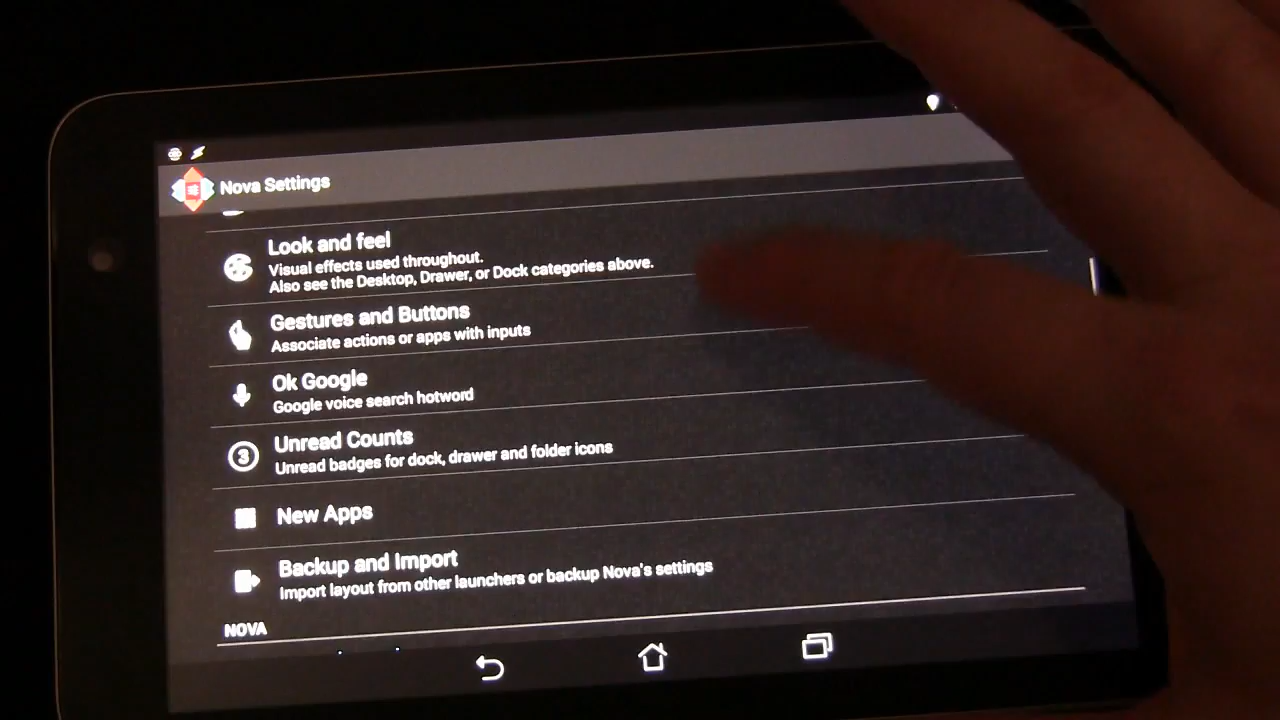 Nova Settings
Look and feel
Visual effects used throughout.
Also see the Desktop, Drawer, or Dock categories above.
Gestures and Buttons
Associate actions or apps with inputs
Ok Google
Google voice search hotword
3
Unread Counts
Unread badges for dock, drawer and folder icons
New Apps
Backup and Import
Import layout from other launchers or backup Nova's settings
NOVA